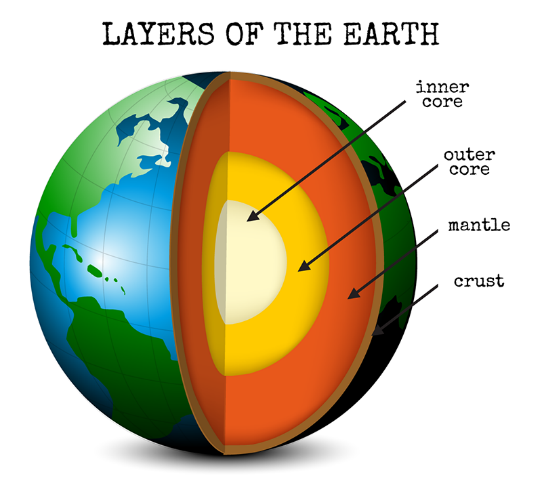 LAYERS OF THE EARTH
inner
core
outer
core
mantle
crust